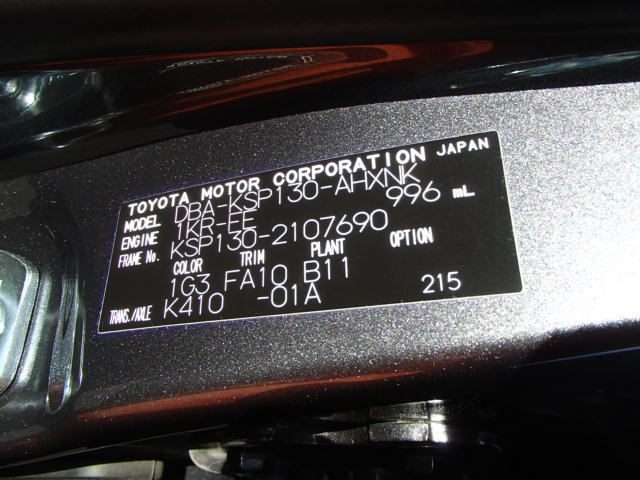 TOYOTA MOTOR CORPORATION JAPAN
MODEL DBA-KSP130-AHXNK
ENGINE 1KR-FE 996 mL
FRAME No. KSP130-2107690
COLOR TRIM PLANT OPTION
1G3 FA10 B11
TRANS./AXLE K410 -01A 215